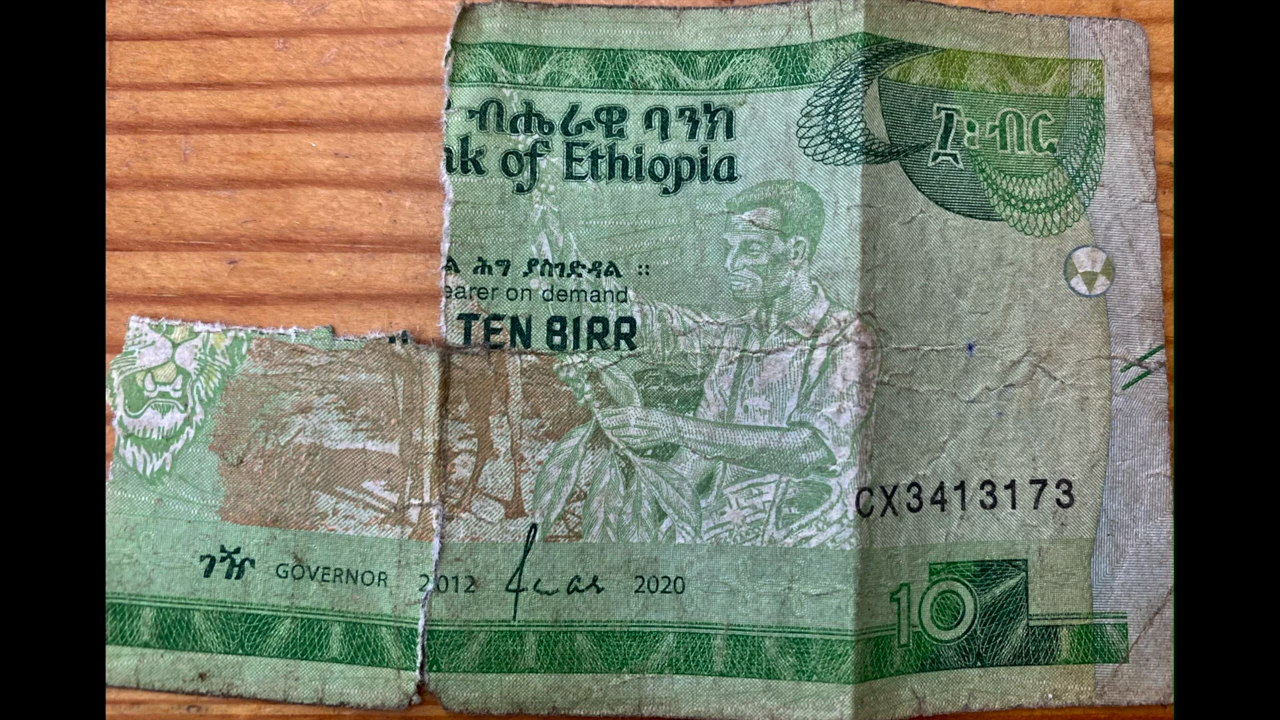 ብሔራዊ ባንክ
፲፡ ብር
nk of Ethiopia
ል ሕግ ያስገድዳል ፡፡
earer on demand
TEN BIRR
CX3413173
ገዥ GOVERNOR 2012 2020
10